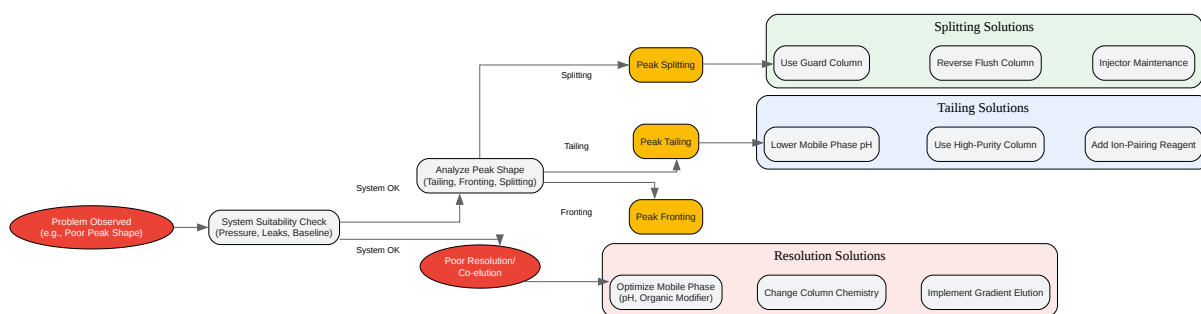 Splitting Solutions
Use Guard Column
Reverse Flush Column
Injector Maintenance
Peak Splitting
Splitting
Tailing Solutions
Lower Mobile Phase pH
Use High-Purity Column
Add Ion-Pairing Reagent
Peak Tailing
Tailing
Analyze Peak Shape
(Tailing, Fronting, Splitting)
System OK
Fronting
Peak Fronting
Problem Observed
(e.g., Poor Peak Shape)
System Suitability Check
(Pressure, Leaks, Baseline)
System OK
Poor Resolution/
Co-elution
Resolution Solutions
Optimize Mobile Phase
(pH, Organic Modifier)
Change Column Chemistry
Implement Gradient Elution